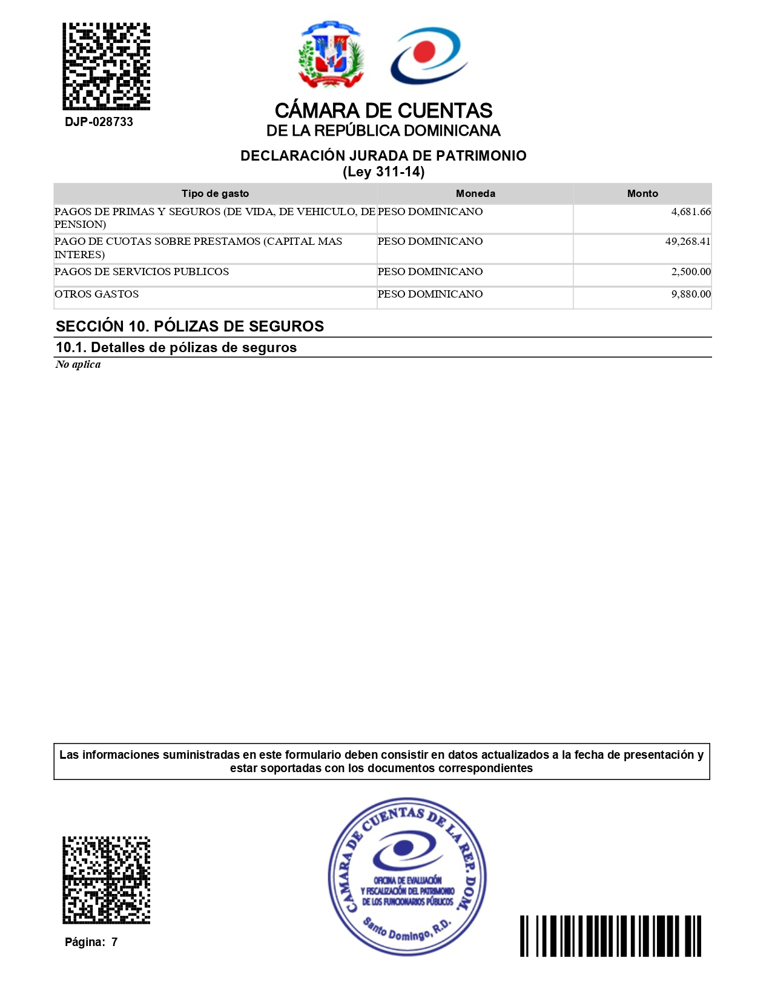 DJP-028733
CÁMARA DE CUENTAS
DE LA REPÚBLICA DOMINICANA
DECLARACIÓN JURADA DE PATRIMONIO
(Ley 311-14)
Tipo de gasto Moneda Monto
PAGOS DE PRIMAS Y SEGUROS (DE VIDA, DE VEHICULO, DE PESO DOMINICANO 4,681.66
PENSION)
PAGO DE CUOTAS SOBRE PRESTAMOS (CAPITAL MAS PESO DOMINICANO 49,268.41
INTERES)
PAGOS DE SERVICIOS PUBLICOS PESO DOMINICANO 2,500.00
OTROS GASTOS PESO DOMINICANO 9,880.00
SECCIÓN 10. PÓLIZAS DE SEGUROS
10.1. Detalles de pólizas de seguros
No aplica
Las informaciones suministradas en este formulario deben consistir en datos actualizados a la fecha de presentación y
estar soportadas con los documentos correspondientes
CAMARA DE CUENTAS DE LA REP. DOM.
OFICINA DE EVALUACIÓN
Y FISCALIZACIÓN DEL PATRIMONIO
DE LOS FUNCIONARIOS PÚBLICOS
Santo Domingo, R.D.
Página: 7